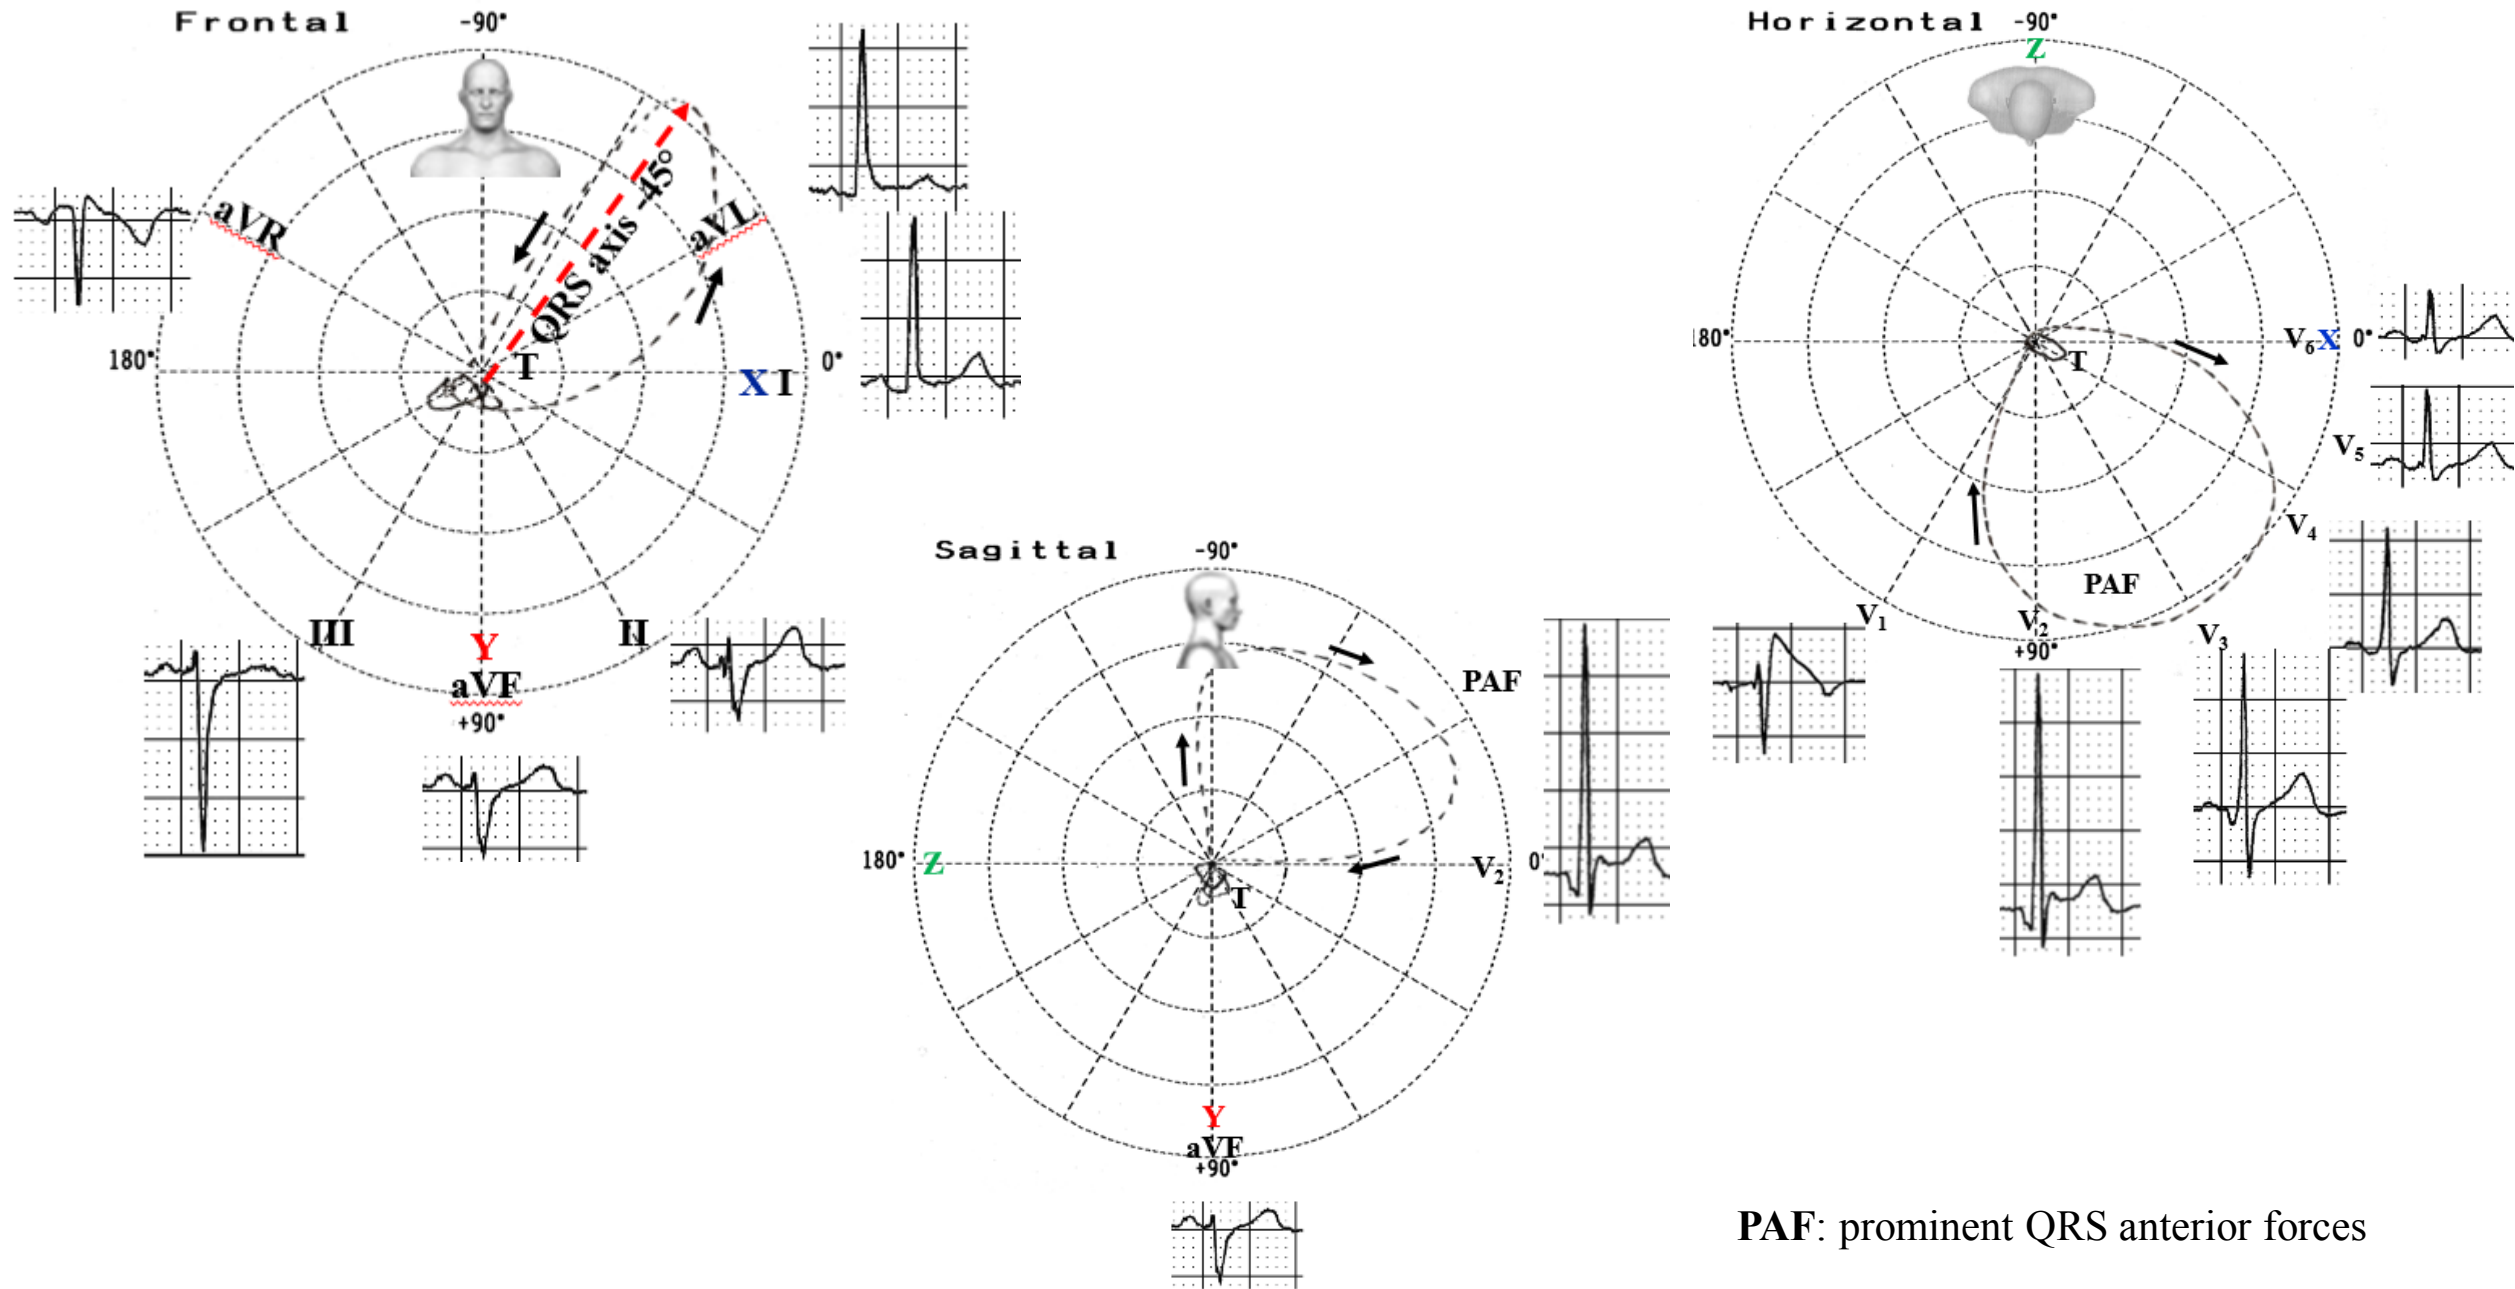 Frontal
-90°
aVR
aVL
QRS axis -45°
T
180°
0°
X I
III
II
Y
aVF
+90°
Sagittal
-90°
PAF
180°
Z
V2
0°
T
Y
aVF
+90°
Horizontal
-90°
Z
180°
V6 X 0°
T
V5
V4
PAF
V1
V2
V3
+90°
PAF: prominent QRS anterior forces